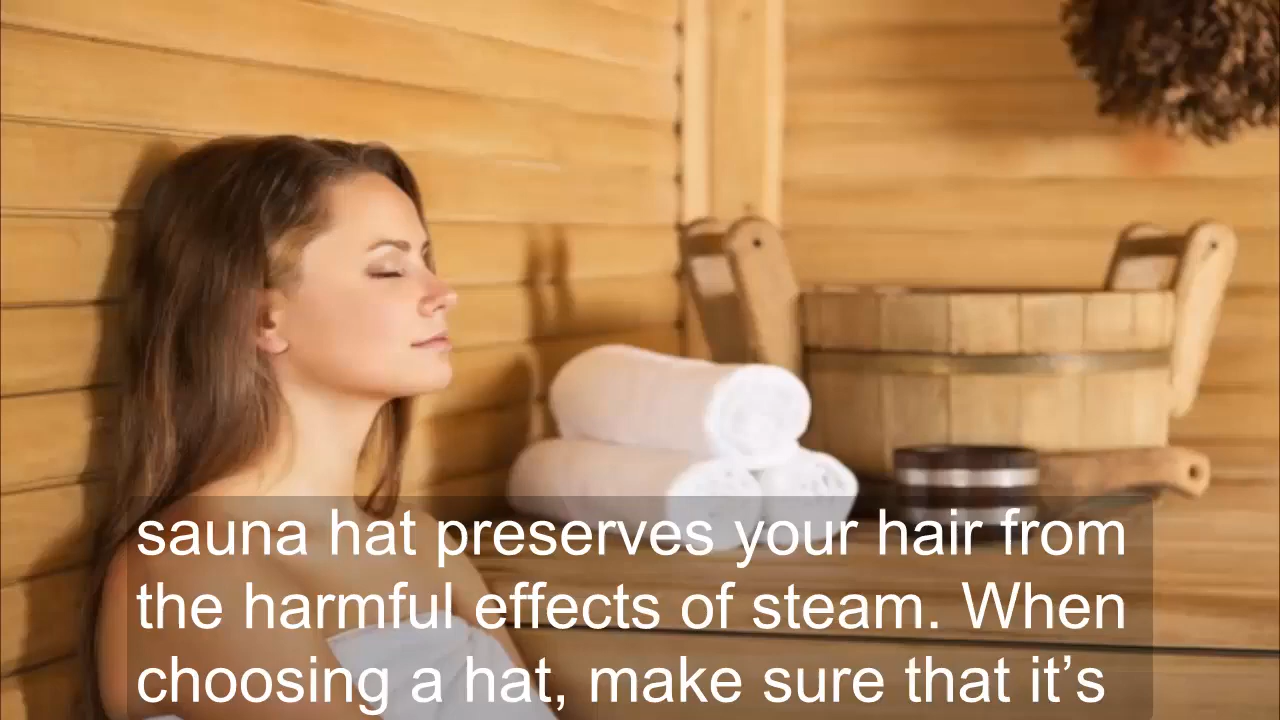 sauna hat preserves your hair from
the harmful effects of steam. When
choosing a hat, make sure that it’s